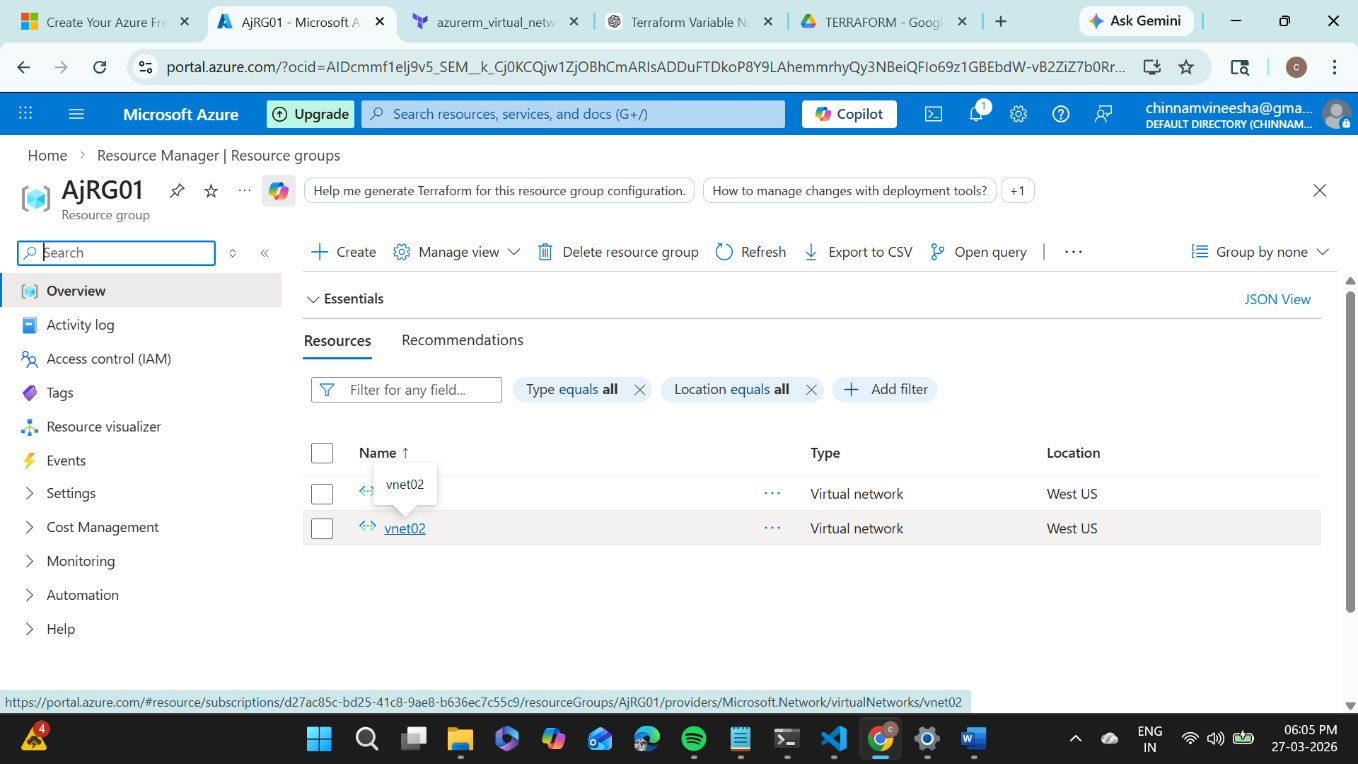 Create Your Azure Fre
AjRG01 - Microsoft A
azurerm_virtual_netw
Terraform Variable Ne
TERRAFORM - Google
Ask Gemini
portal.azure.com/?ocid=AIDcmmf1elj9v5_SEM__k_Cj0KCQjw1ZjOBhCmARIsADDuFTDkoP8Y9LAhemmrhyQy3NBeiQFIo69z1GBEbdW-vB2ZiZ7b0Rr...
C
Microsoft Azure
Upgrade
Search resources, services, and docs (G+/)
Copilot
1
chinnamvineesha@gma...
DEFAULT DIRECTORY (CHINNAM...
Home
Resource Manager | Resource groups
AjRG01
Resource group
Help me generate Terraform for this resource group configuration.
How to manage changes with deployment tools?
+1
Search
Create
Manage view
Delete resource group
Refresh
Export to CSV
Open query
Group by none
Overview
Activity log
Access control (IAM)
Tags
Resource visualizer
Events
Settings
Cost Management
Monitoring
Automation
Help
Essentials
JSON View
Resources
Recommendations
Filter for any field...
Type equals all
Location equals all
Add filter
Name ↑
Type
Location
vnet02
Virtual network
West US
vnet02
Virtual network
West US
https://portal.azure.com/#resource/subscriptions/d27ac85c-bd25-41c8-9ae8-b636ec7c55c9/resourceGroups/AjRG01/providers/Microsoft.Network/virtualNetworks/vnet02
4
C
ENG
IN
06:05 PM
27-03-2026